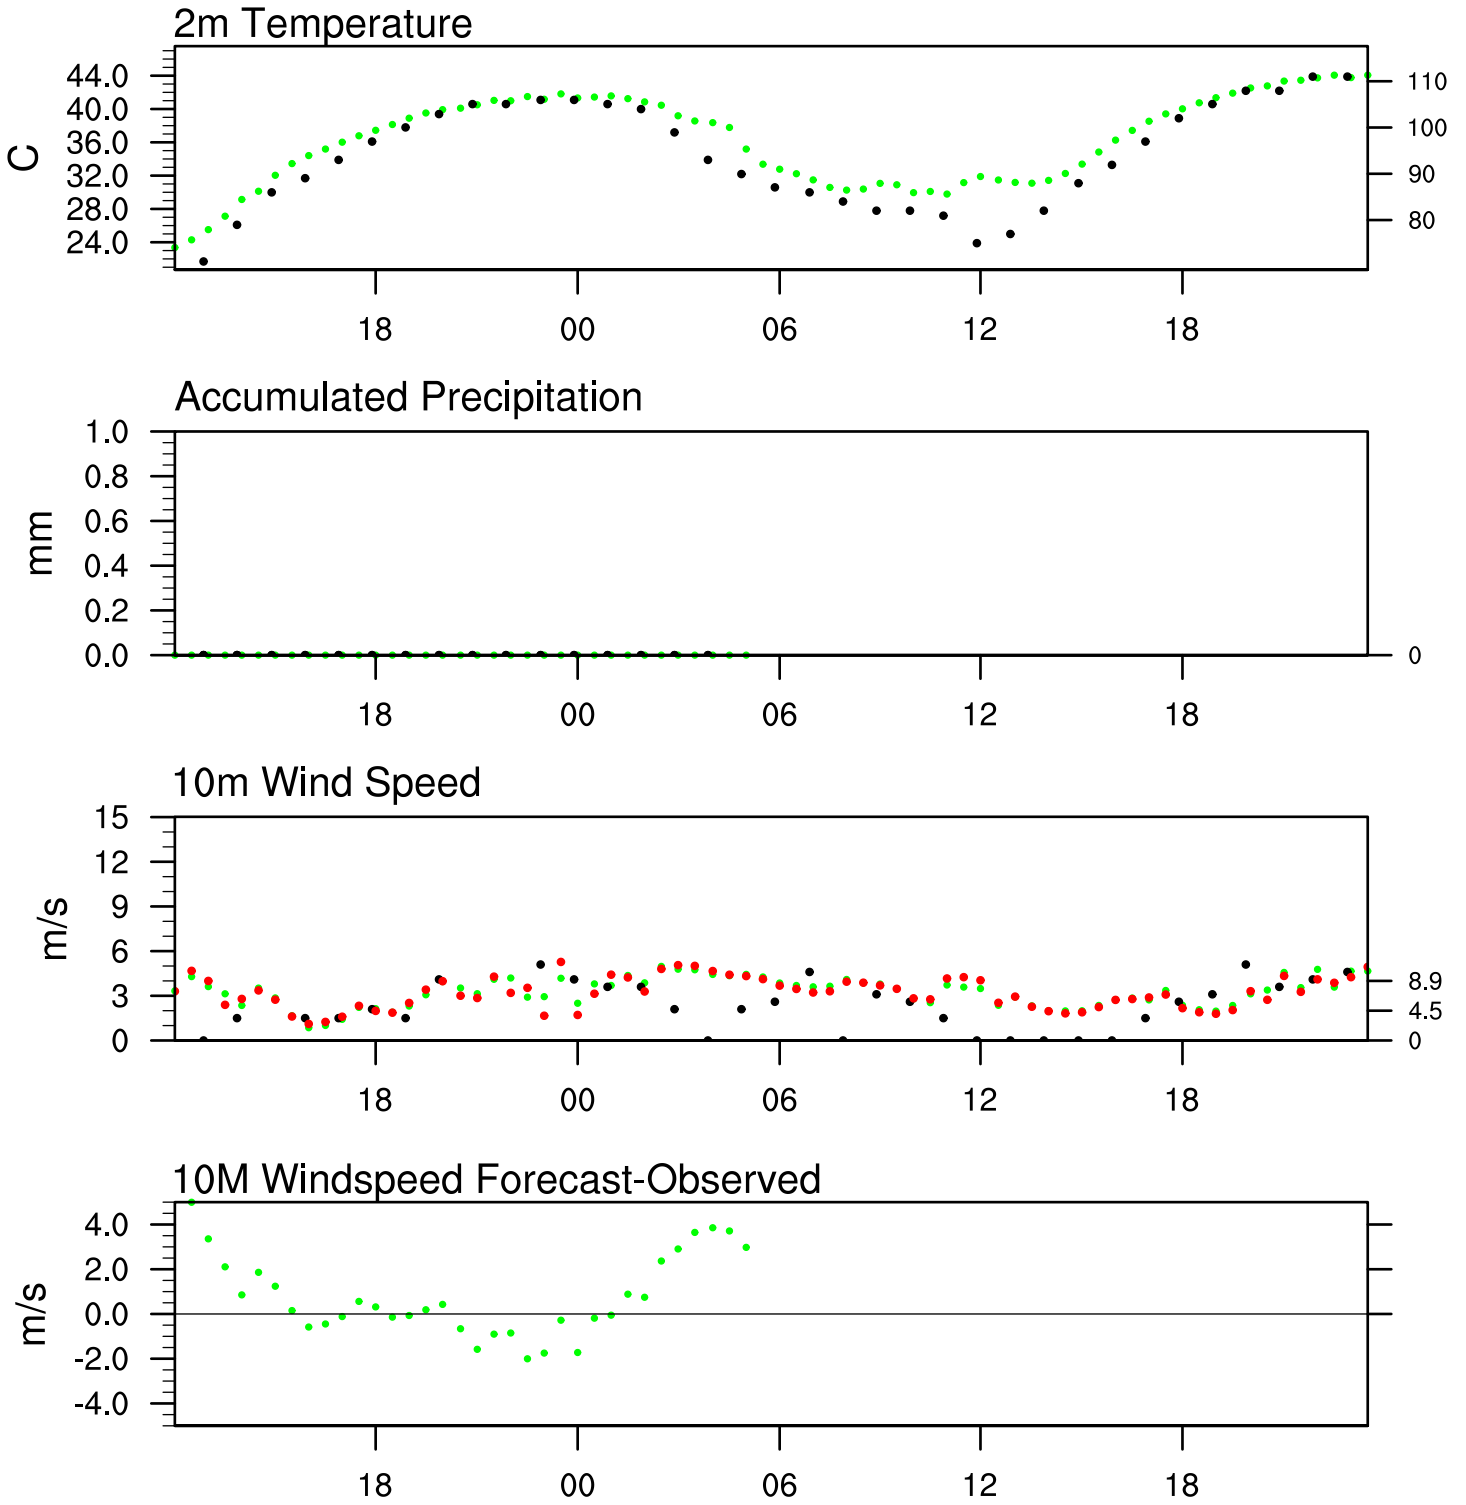 2m Temperature
44.0
40.0
36.0
32.0
28.0
24.0
C
110
100
90
80
18 00 06 12 18
Accumulated Precipitation
1.0
0.8
0.6
0.4
0.2
0.0
mm
0
18 00 06 12 18
10m Wind Speed
15
12
9
6
3
0
m/s
8.9
4.5
0
18 00 06 12 18
10M Windspeed Forecast-Observed
4.0
2.0
0.0
-2.0
-4.0
m/s
18 00 06 12 18